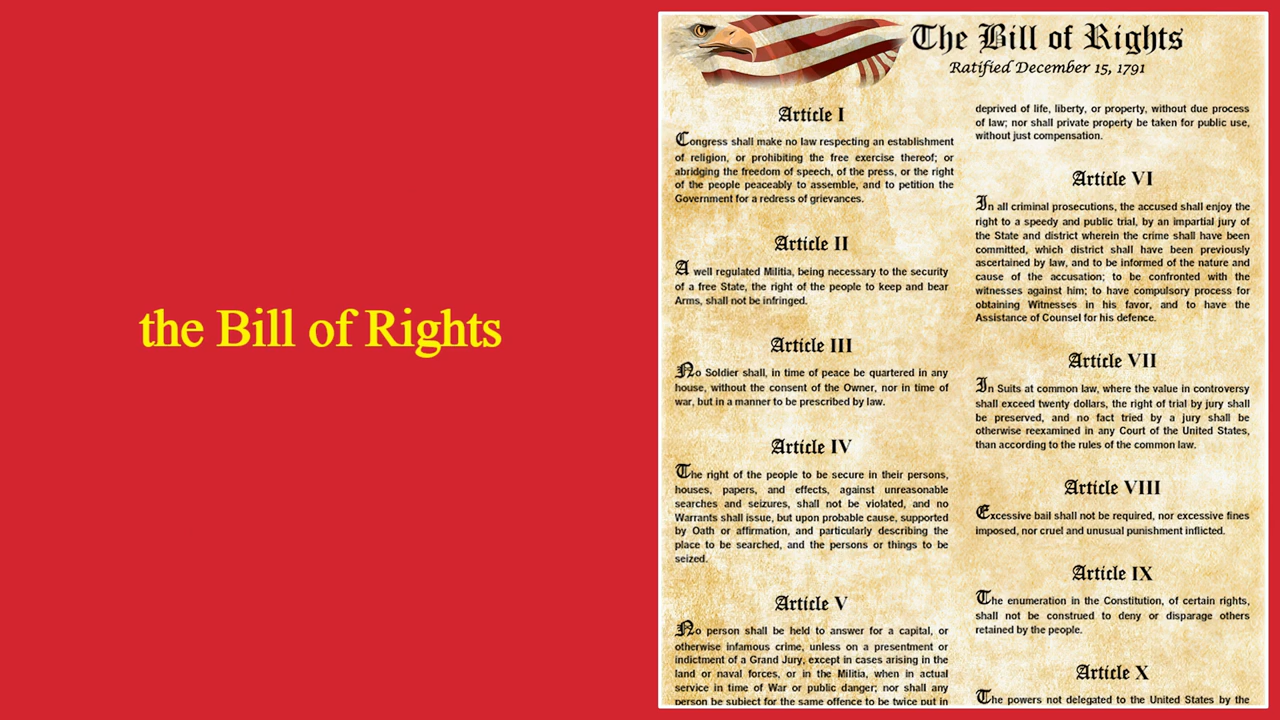 the Bill of Rights
The Bill of Rights
Ratified December 15, 1791
Article I
Congress shall make no law respecting an establishment
of religion, or prohibiting the free exercise thereof; or
abridging the freedom of speech, of the press, or the right
of the people peaceably to assemble, and to petition the
Government for a redress of grievances.
Article II
A well regulated Militia, being necessary to the security
of a free State, the right of the people to keep and bear
Arms, shall not be infringed.
Article III
No Soldier shall, in time of peace be quartered in any
house, without the consent of the Owner, nor in time of
war, but in a manner to be prescribed by law.
Article IV
The right of the people to be secure in their persons,
houses, papers, and effects, against unreasonable
searches and seizures, shall not be violated, and no
Warrants shall issue, but upon probable cause, supported
by Oath or affirmation, and particularly describing the
place to be searched, and the persons or things to be
seized.
Article V
No person shall be held to answer for a capital, or
otherwise infamous crime, unless on a presentment or
indictment of a Grand Jury, except in cases arising in the
land or naval forces, or in the Militia, when in actual
service in time of War or public danger; nor shall any
person be subject for the same offence to be twice put in
deprived of life, liberty, or property, without due process
of law; nor shall private property be taken for public use,
without just compensation.
Article VI
In all criminal prosecutions, the accused shall enjoy the
right to a speedy and public trial, by an impartial jury of
the State and district wherein the crime shall have been
committed, which district shall have been previously
ascertained by law, and to be informed of the nature and
cause of the accusation; to be confronted with the
witnesses against him; to have compulsory process for
obtaining Witnesses in his favor, and to have the
Assistance of Counsel for his defence.
Article VII
In Suits at common law, where the value in controversy
shall exceed twenty dollars, the right of trial by jury shall
be preserved, and no fact tried by a jury shall be
otherwise reexamined in any Court of the United States,
than according to the rules of the common law.
Article VIII
Excessive bail shall not be required, nor excessive fines
imposed, nor cruel and unusual punishment inflicted.
Article IX
The enumeration in the Constitution, of certain rights,
shall not be construed to deny or disparage others
retained by the people.
Article X
The powers not delegated to the United States by the